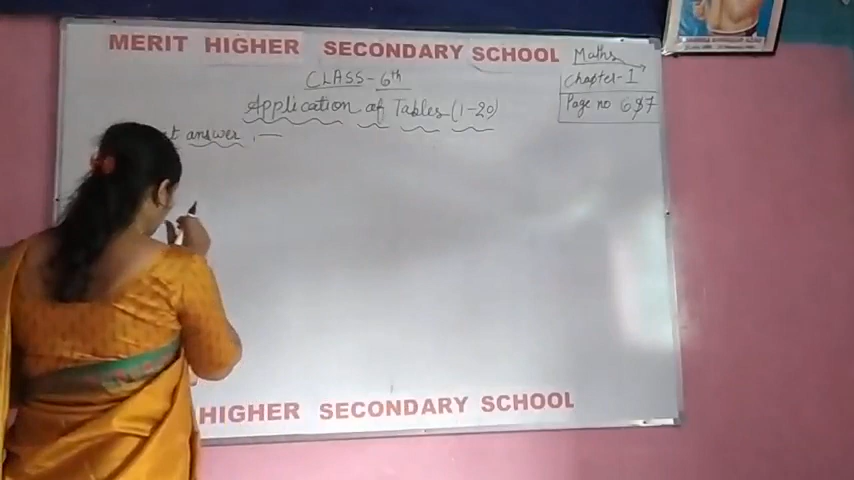 MERIT HIGHER SECONDARY SCHOOL
Maths
CLASS - 6th
Chapter-I
Application of Tables (1-20)
Page no 6&7
answer :-
HIGHER SECONDARY SCHOOL